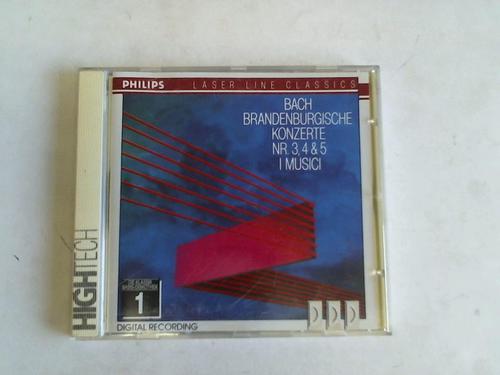 PHILIPS LASER LINE CLASSICS
BACH
BRANDENBURGISCHE
KONZERTE
NR. 3, 4 & 5
I MUSICI
HIGHTECH
1
DIGITAL RECORDING
D D D